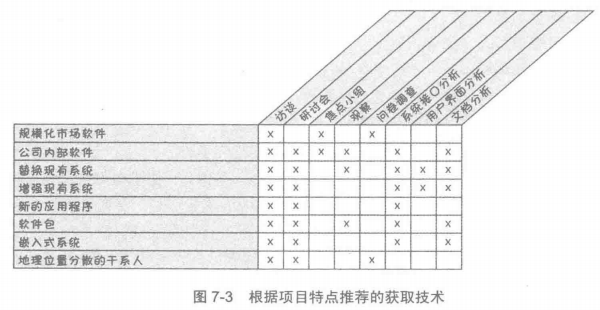 访谈 研讨会 焦点小组 观察 问卷调查 系统接口分析 用户界面分析 文档分析
规模化市场软件 x x x
公司内部软件 x x x x x x
替换现有系统 x x x x x x
增强现有系统 x x x x x
新的应用程序 x x x
软件包 x x x x x
嵌入式系统 x x x x
地理位置分散的干系人 x x x
图 7-3 根据项目特点推荐的获取技术